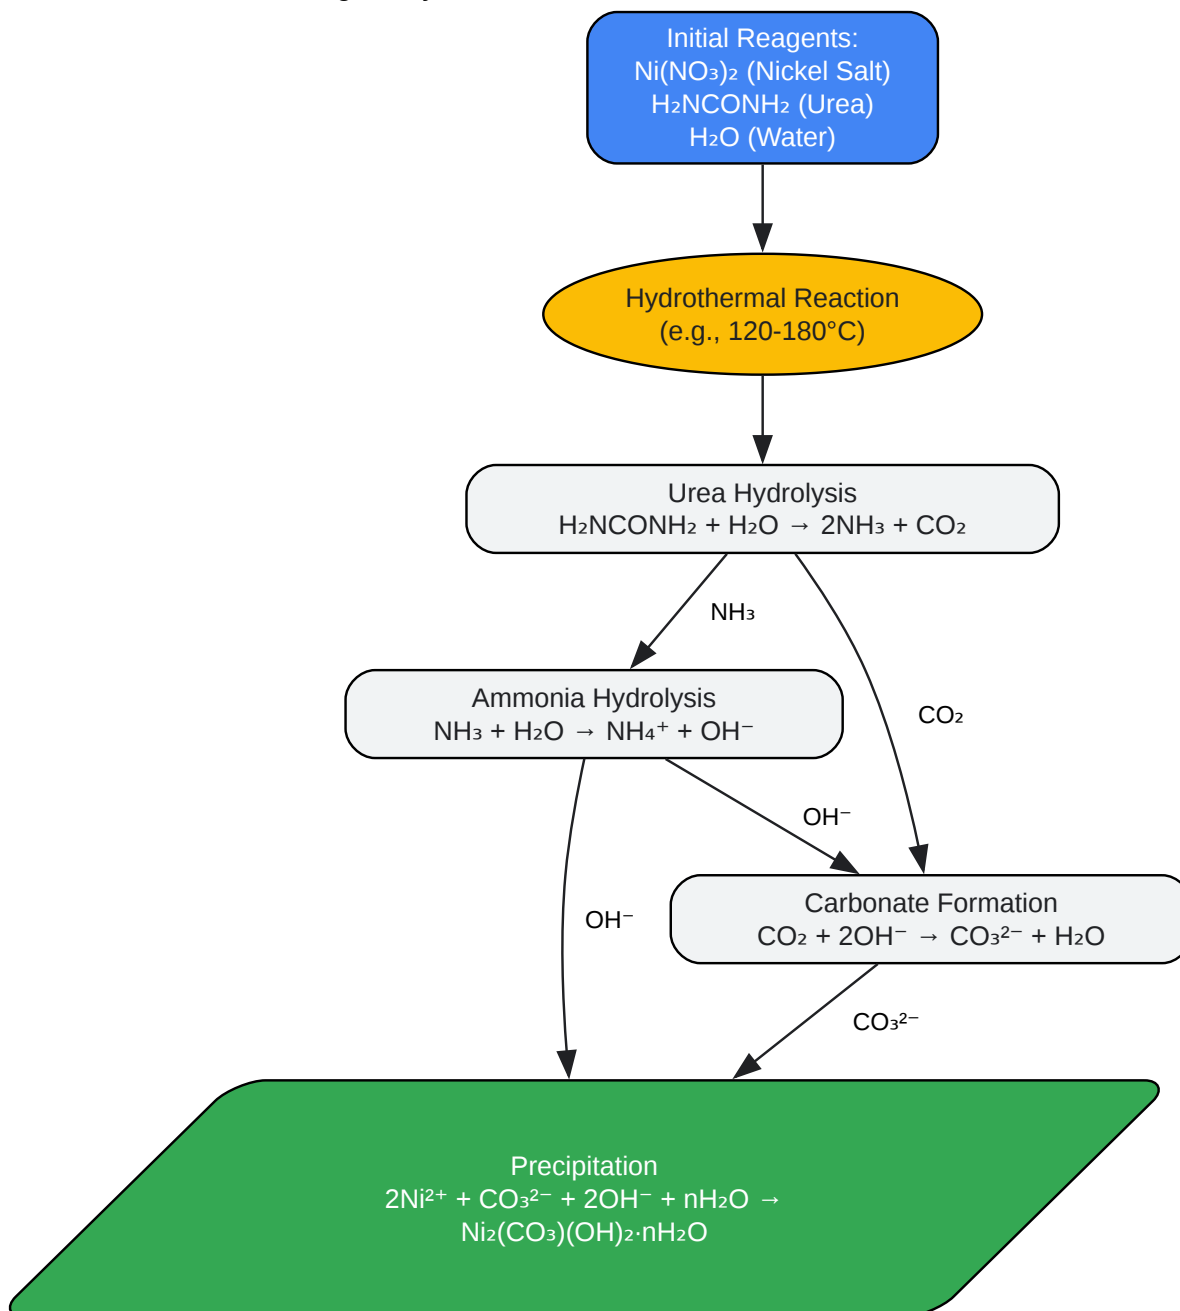 Initial Reagents:
Ni(NO₃)₂ (Nickel Salt)
H₂NCONH₂ (Urea)
H₂O (Water)
Hydrothermal Reaction
(e.g., 120-180°C)
Urea Hydrolysis
H₂NCONH₂ + H₂O → 2NH₃ + CO₂
NH₃
Ammonia Hydrolysis
NH₃ + H₂O → NH₄⁺ + OH⁻
CO₂
OH⁻
Carbonate Formation
CO₂ + 2OH⁻ → CO₃²⁻ + H₂O
OH⁻
CO₃²⁻
Precipitation
2Ni²⁺ + CO₃²⁻ + 2OH⁻ + nH₂O →
Ni₂(CO₃)(OH)₂·nH₂O